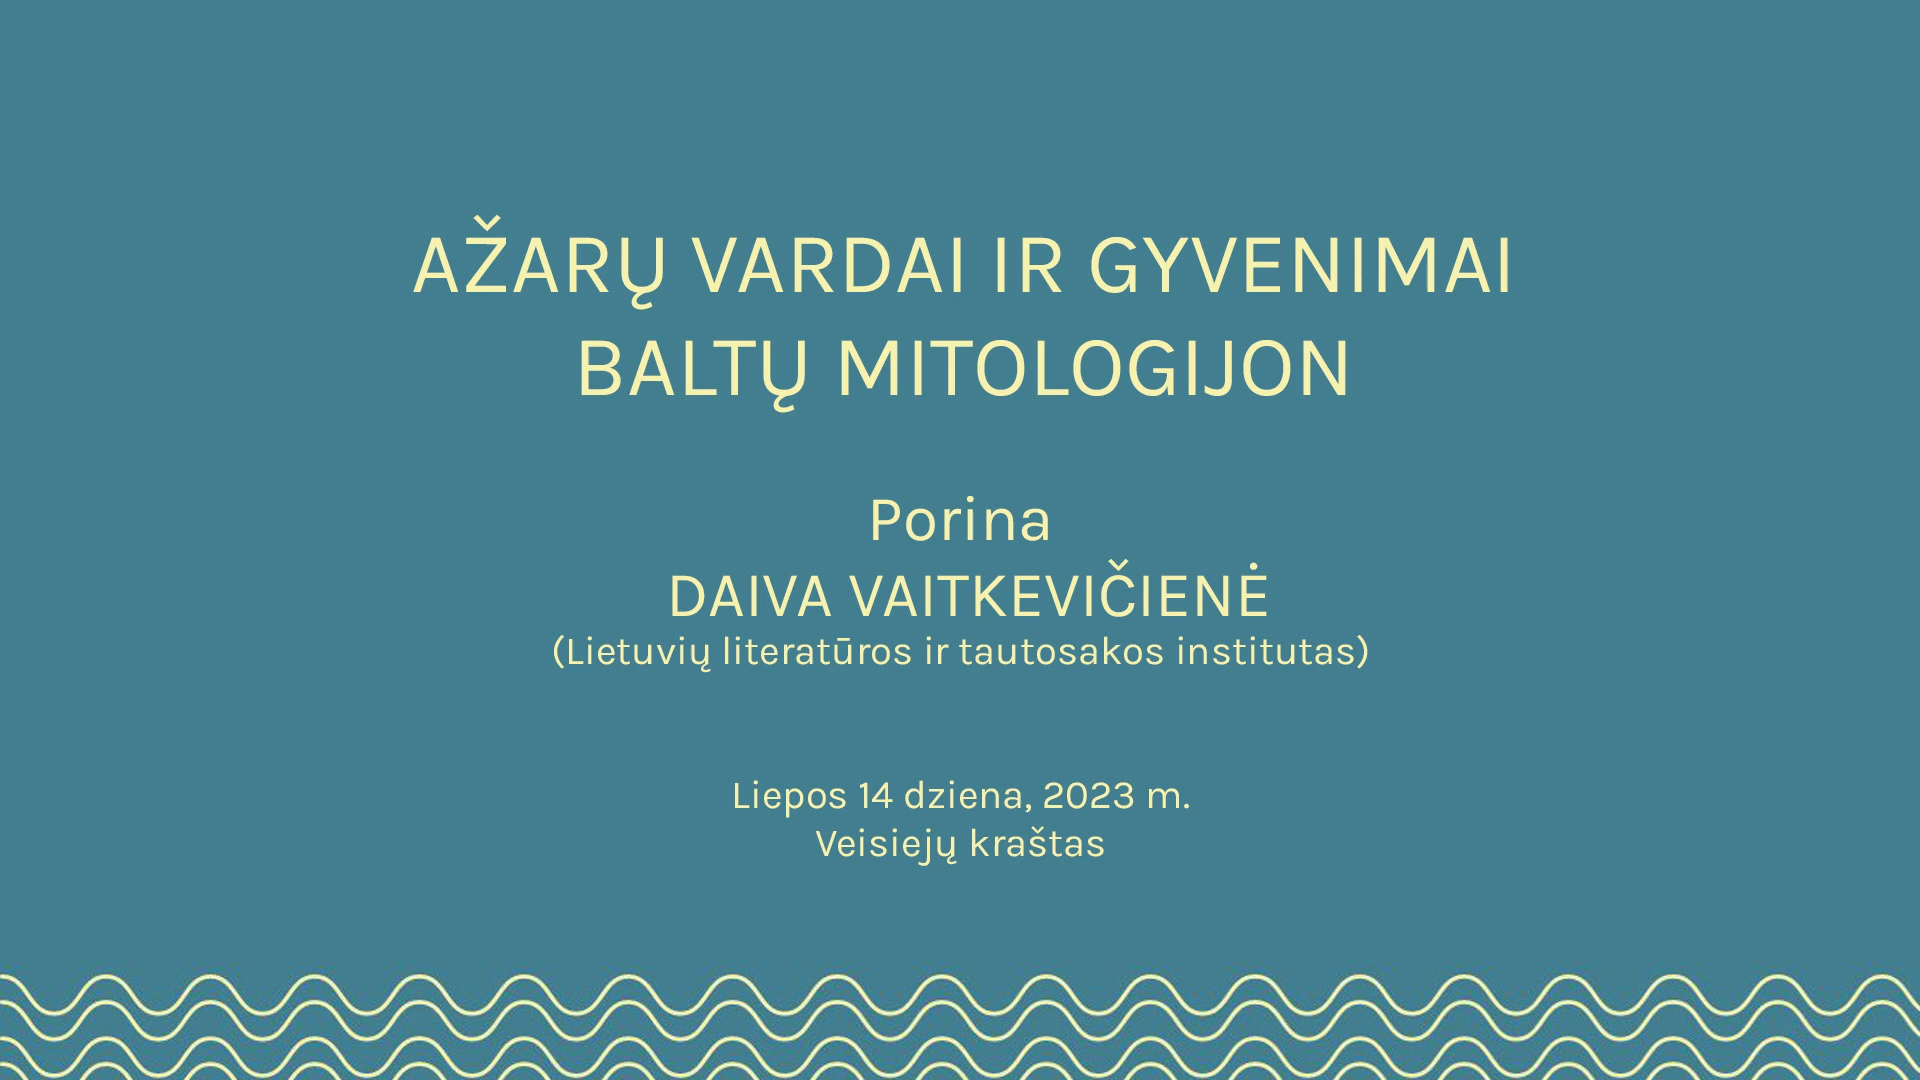 AŽARŲ VARDAI IR GYVENIMAI
BALTŲ MITOLOGIJON
Porina
DAIVA VAITKEVIČIENĖ
(Lietuvių literatūros ir tautosakos institutas)
Liepos 14 dziena, 2023 m.
Veisiejų kraštas